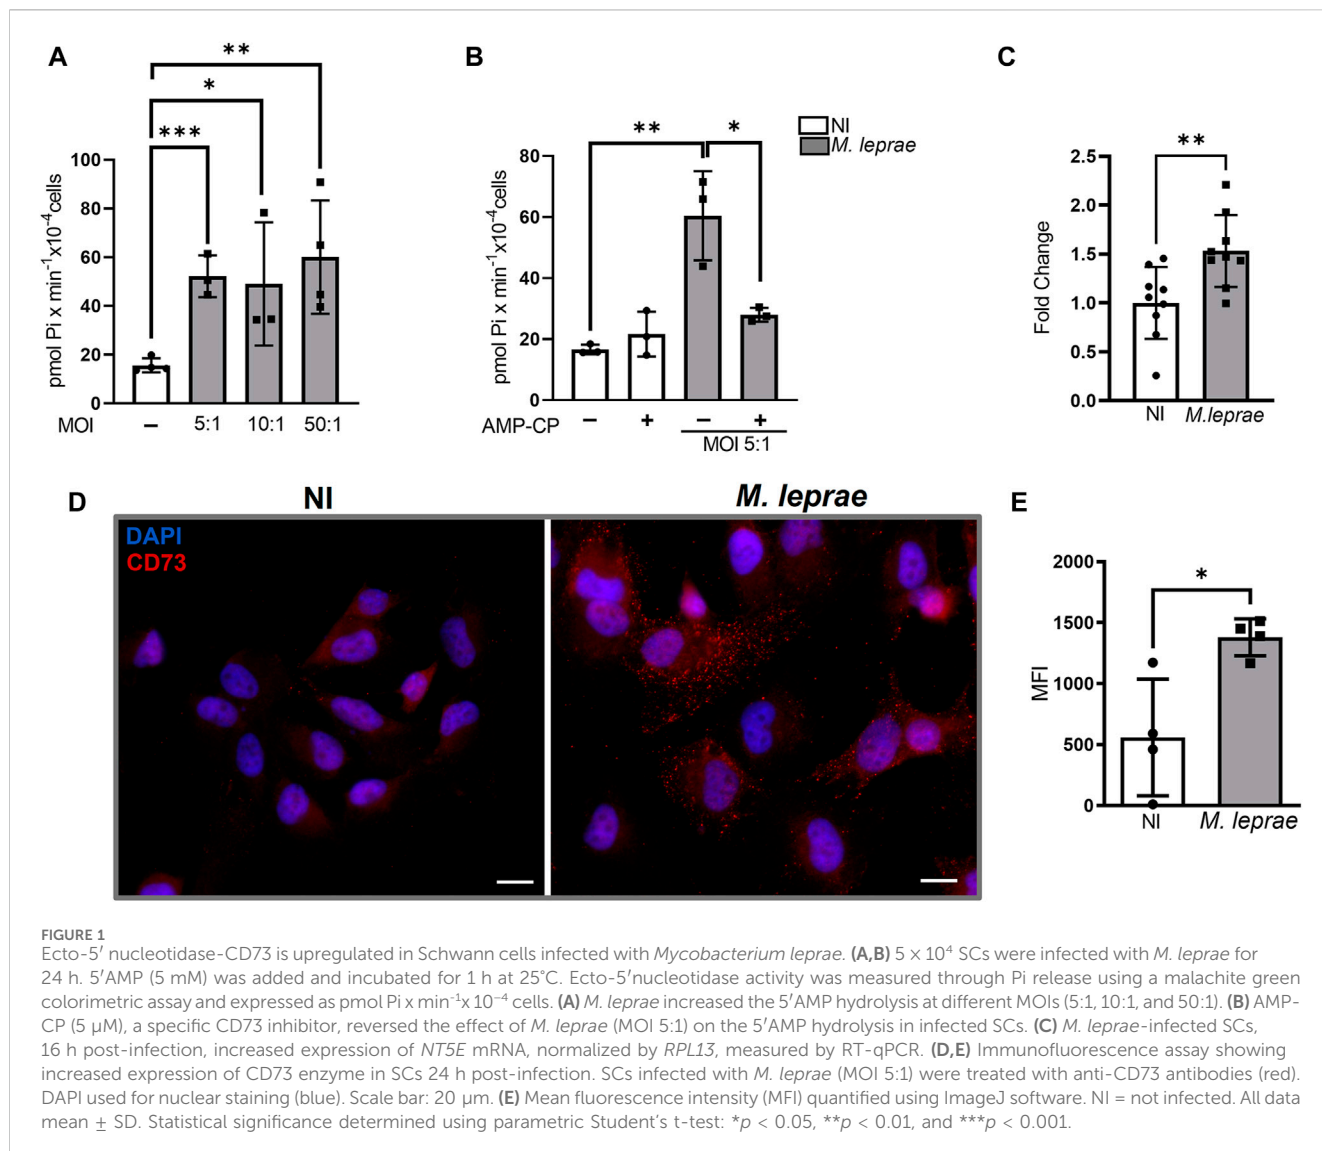 A
**
*
***
pmol Pi x min⁻¹x10⁻⁴cells
100
80
60
40
20
0
MOI
–
5:1
10:1
50:1
B
NI
M. leprae
**
*
pmol Pi x min⁻¹x10⁻⁴cells
80
60
40
20
0
AMP-CP
–
+
–
+
MOI 5:1
C
**
Fold Change
2.5
2.0
1.5
1.0
0.5
0.0
NI
M.leprae
D
NI
M. leprae
DAPI
CD73
E
*
MFI
2000
1500
1000
500
0
NI
M. leprae
FIGURE 1
Ecto-5′ nucleotidase-CD73 is upregulated in Schwann cells infected with Mycobacterium leprae. (A,B) 5 × 10⁴ SCs were infected with M. leprae for
24 h. 5′AMP (5 mM) was added and incubated for 1 h at 25°C. Ecto-5′nucleotidase activity was measured through Pi release using a malachite green
colorimetric assay and expressed as pmol Pi x min⁻¹x 10⁻⁴ cells. (A) M. leprae increased the 5′AMP hydrolysis at different MOIs (5:1, 10:1, and 50:1). (B) AMP-
CP (5 µM), a specific CD73 inhibitor, reversed the effect of M. leprae (MOI 5:1) on the 5′AMP hydrolysis in infected SCs. (C) M. leprae-infected SCs,
16 h post-infection, increased expression of NT5E mRNA, normalized by RPL13, measured by RT-qPCR. (D,E) Immunofluorescence assay showing
increased expression of CD73 enzyme in SCs 24 h post-infection. SCs infected with M. leprae (MOI 5:1) were treated with anti-CD73 antibodies (red).
DAPI used for nuclear staining (blue). Scale bar: 20 µm. (E) Mean fluorescence intensity (MFI) quantified using ImageJ software. NI = not infected. All data
mean ± SD. Statistical significance determined using parametric Student's t-test: *p < 0.05, **p < 0.01, and ***p < 0.001.